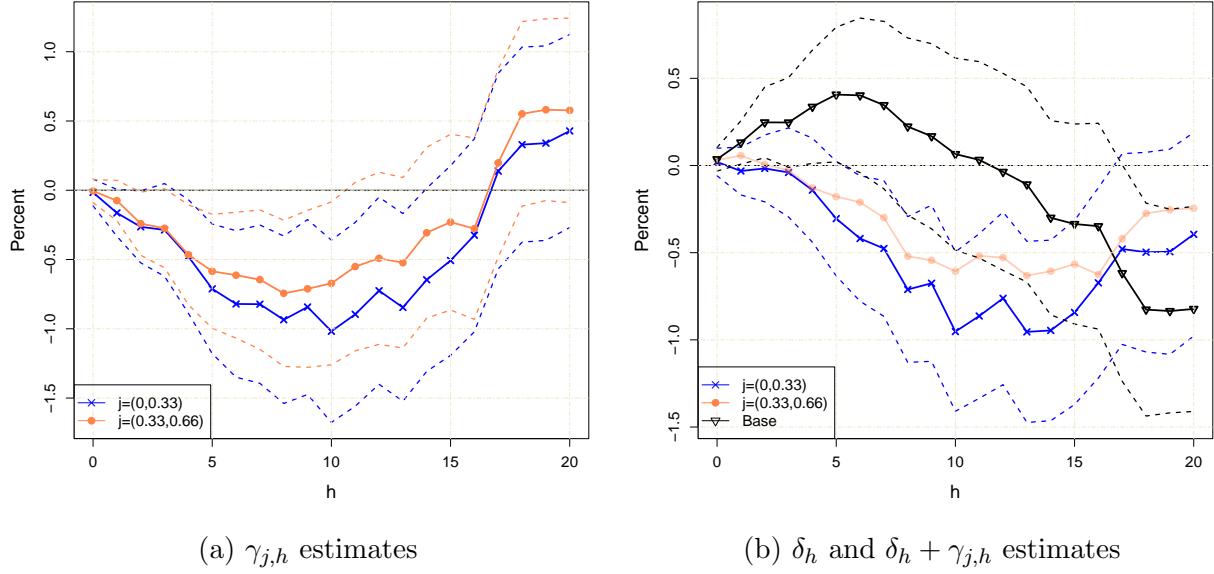 Percent
1.0
0.5
0.0
−0.5
−1.0
−1.5
j=(0,0.33)
j=(0.33,0.66)
0 5 10 15 20
h
(a) γj,h estimates
Percent
0.5
0.0
−0.5
−1.0
−1.5
j=(0,0.33)
j=(0.33,0.66)
Base
0 5 10 15 20
h
(b) δh and δh + γj,h estimates